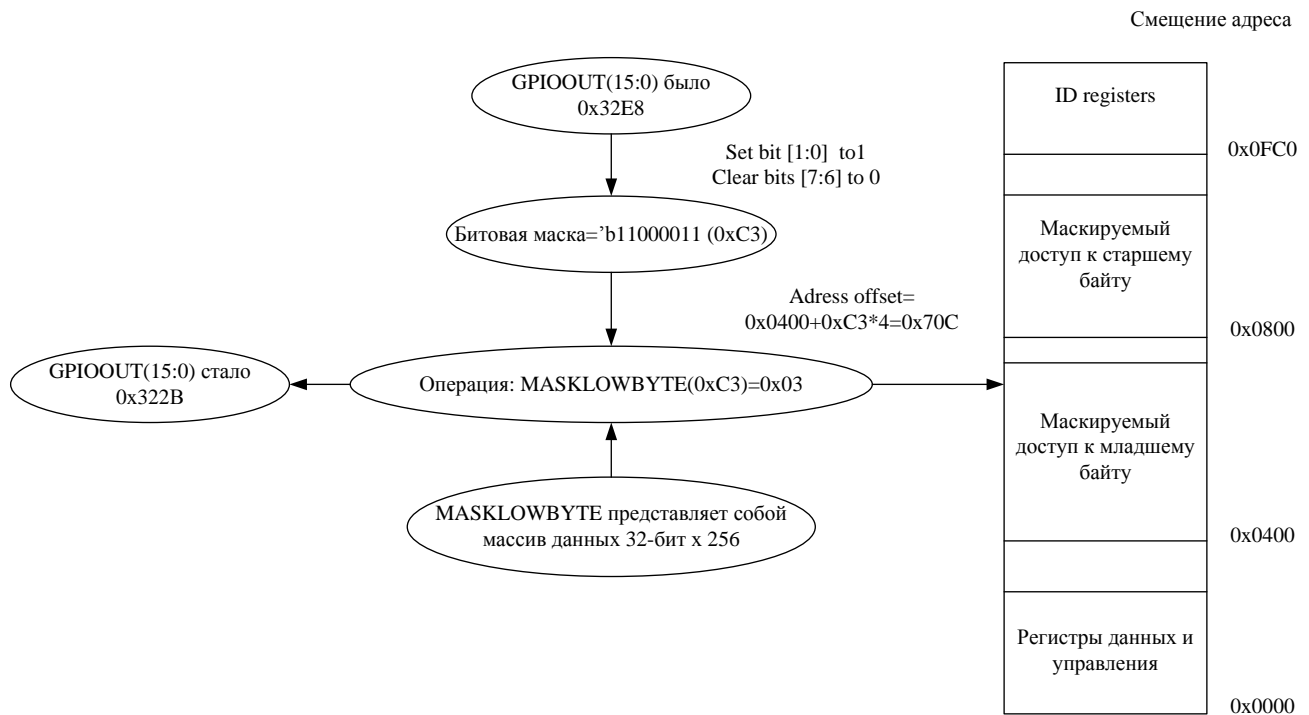 Смещение адреса
GPIOOUT(15:0) было
0x32E8
Set bit [1:0] to1
Clear bits [7:6] to 0
Битовая маска='b11000011 (0xC3)
Adress offset=
0x0400+0xC3*4=0x70C
GPIOOUT(15:0) стало
0x322B
Операция: MASKLOWBYTE(0xC3)=0x03
MASKLOWBYTE представляет собой
массив данных 32-бит x 256
ID registers
0x0FC0
Маскируемый
доступ к старшему
байту
0x0800
Маскируемый
доступ к младшему
байту
0x0400
Регистры данных и
управления
0x0000